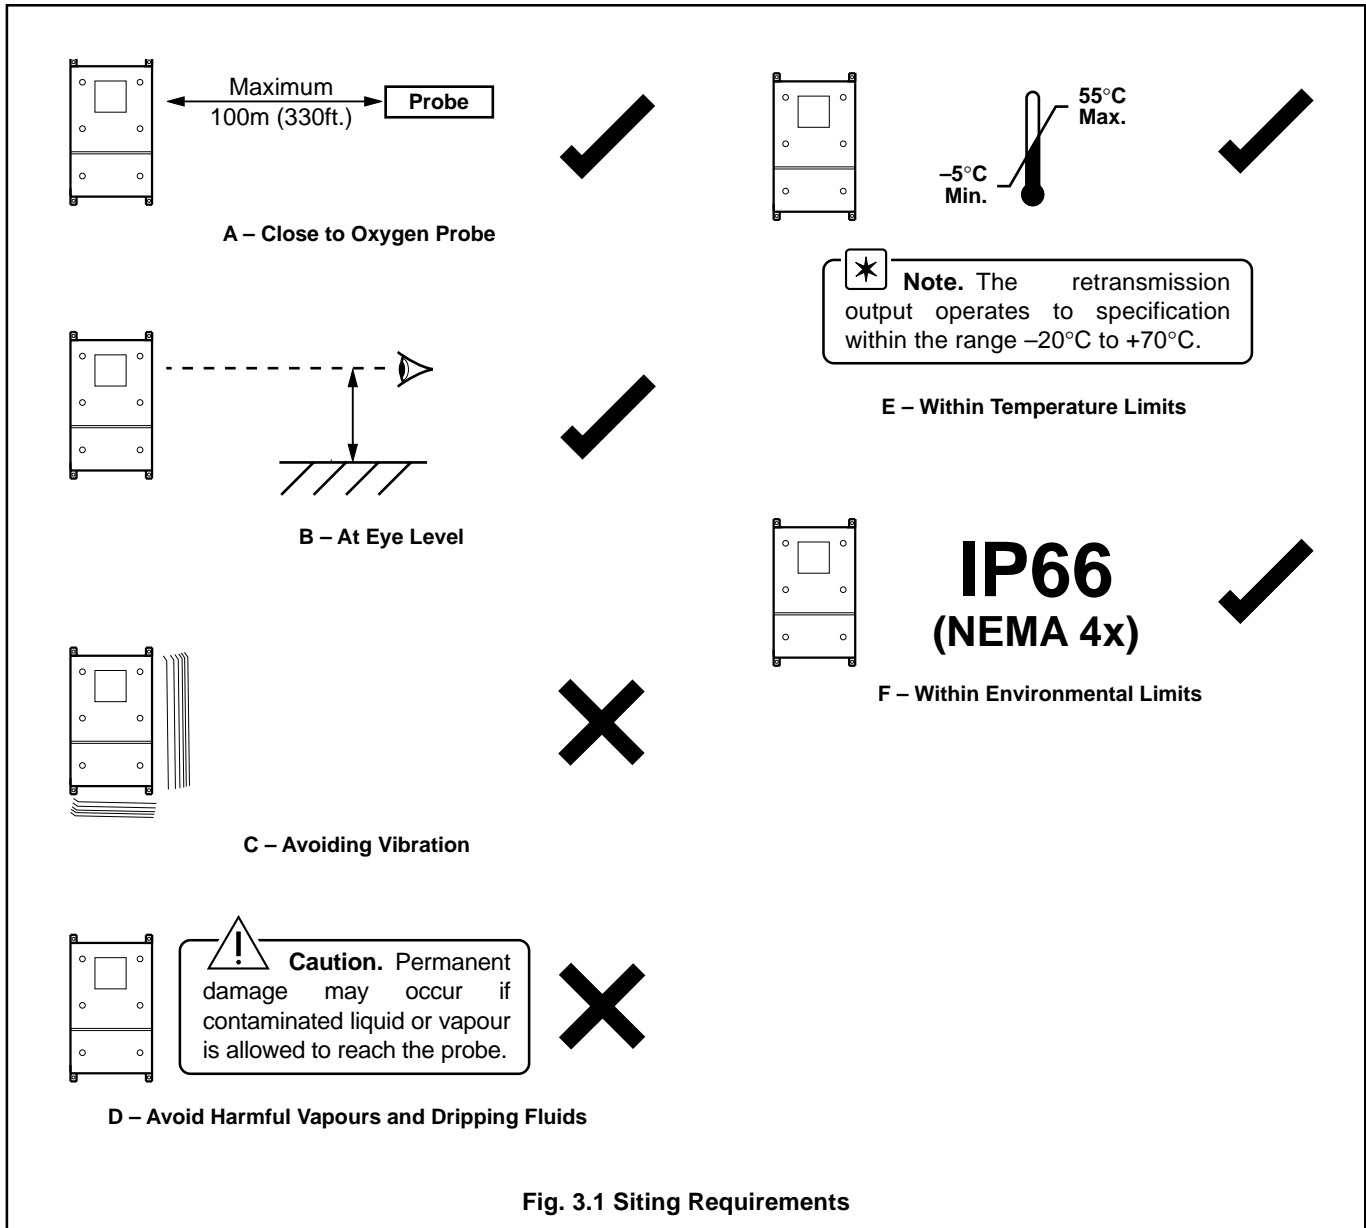 Maximum
100m (330ft.)
Probe
A – Close to Oxygen Probe
B – At Eye Level
C – Avoiding Vibration
Caution. Permanent
damage may occur if
contaminated liquid or vapour
is allowed to reach the probe.
D – Avoid Harmful Vapours and Dripping Fluids
55°C
Max.
–5°C
Min.
Note. The retransmission
output operates to specification
within the range –20°C to +70°C.
E – Within Temperature Limits
IP66
(NEMA 4x)
F – Within Environmental Limits
Fig. 3.1 Siting Requirements